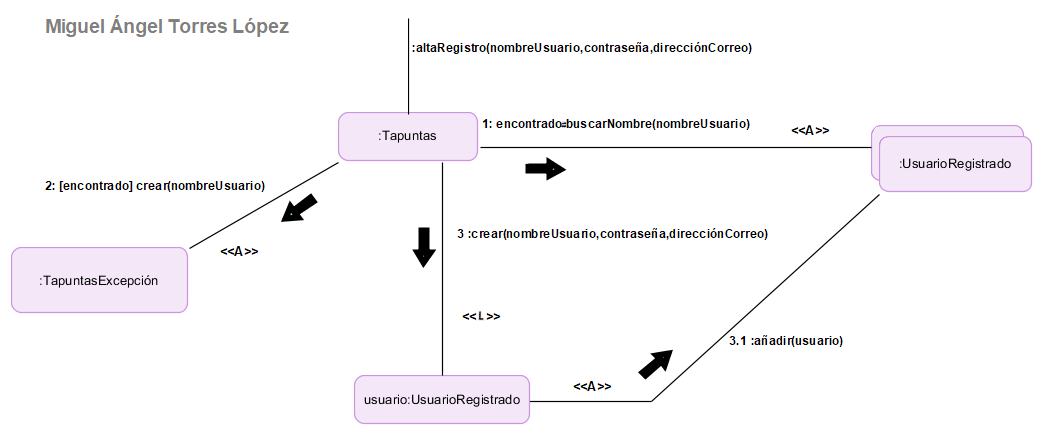 Miguel Ángel Torres López
:altaRegistro(nombreUsuario,contraseña,direcciónCorreo)
:Tapuntas
1: encontrado=buscarNombre(nombreUsuario)
<<A>>
:UsuarioRegistrado
2: [encontrado] crear(nombreUsuario)
<<A>>
:TapuntasExcepción
3 :crear(nombreUsuario,contraseña,direcciónCorreo)
<<L>>
3.1 :añadir(usuario)
<<A>>
usuario:UsuarioRegistrado